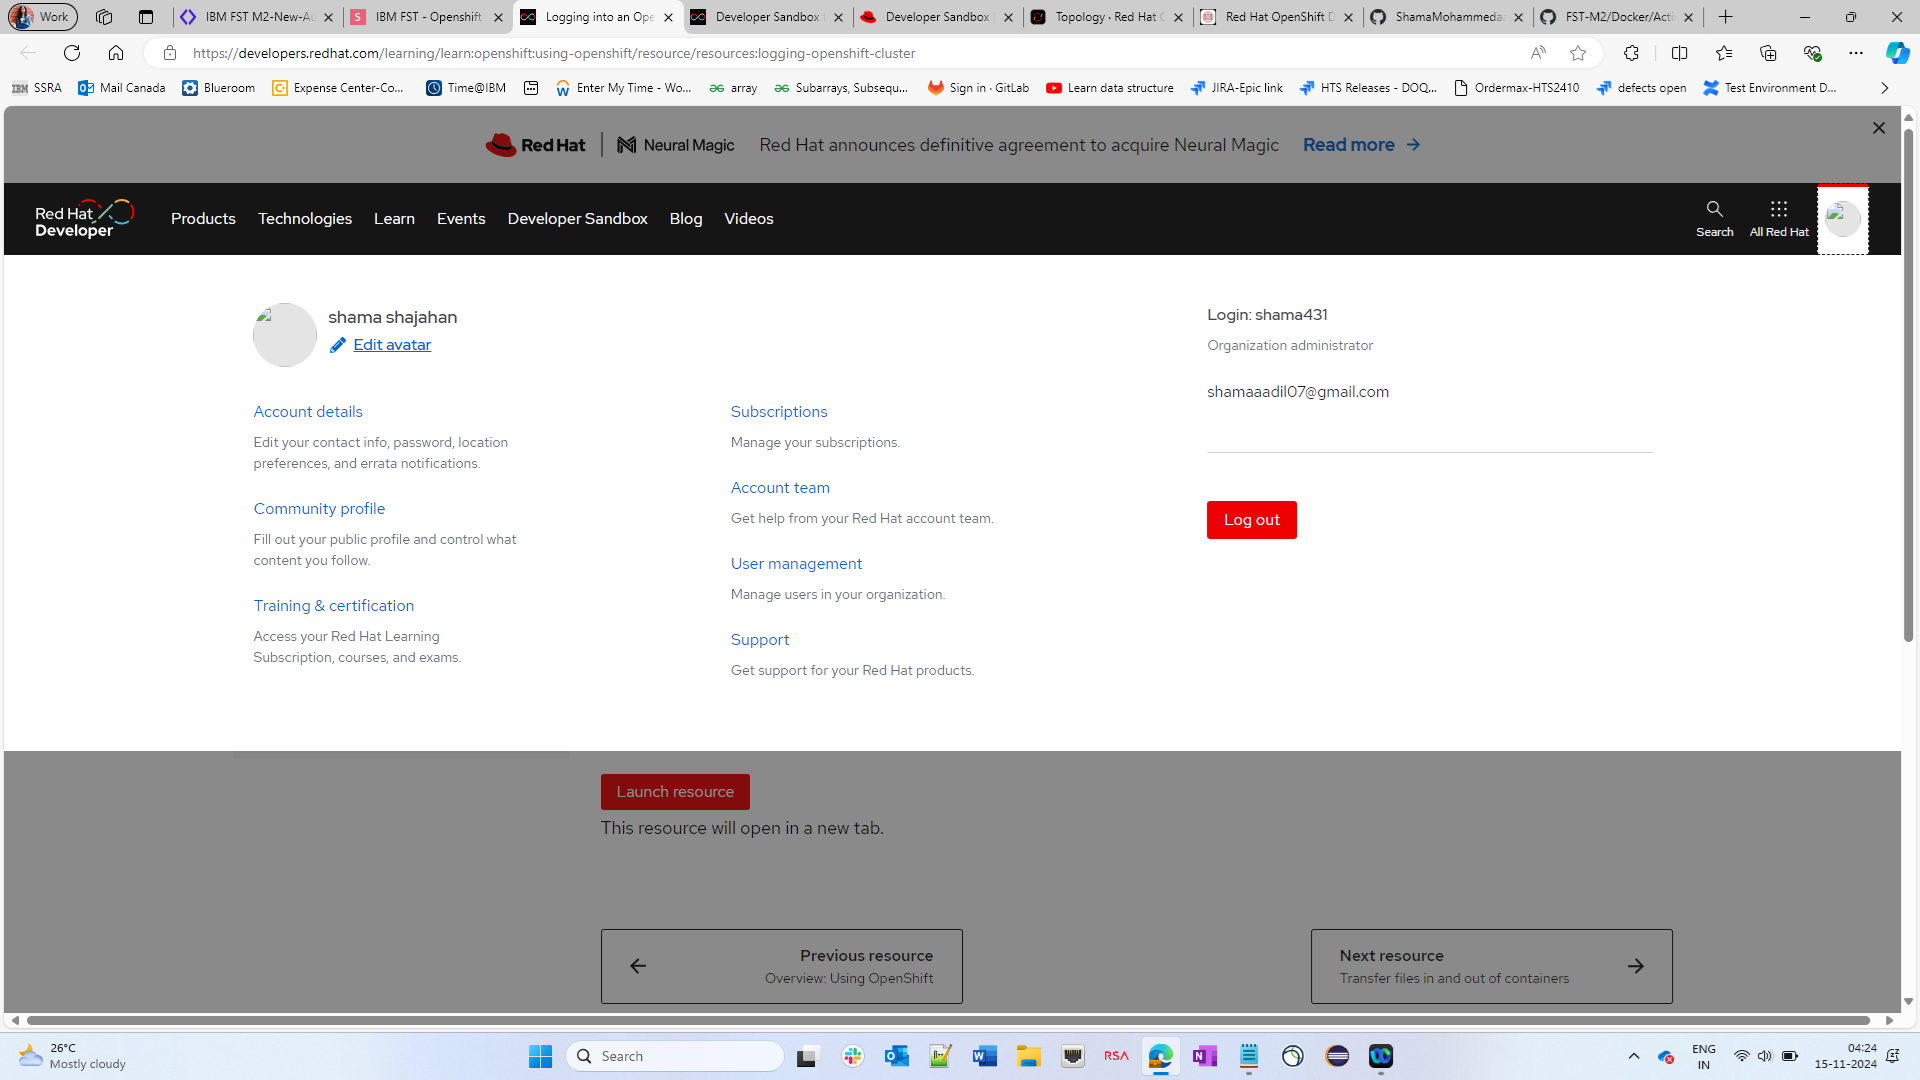 Work
IBM FST M2-New-Au
IBM FST - Openshift
Logging into an Ope
Developer Sandbox
Developer Sandbox
Topology · Red Hat
Red Hat OpenShift D
ShamaMohammeda
FST-M2/Docker/Acti
https://developers.redhat.com/learning/learn:openshift:using-openshift/resource/resources:logging-openshift-cluster
IBM SSRA
Mail Canada
Blueroom
Expense Center-Co...
Time@IBM
Enter My Time - Wo...
array
Subarrays, Subsequ...
Sign in · GitLab
Learn data structure
JIRA-Epic link
HTS Releases - DOQ...
Ordermax-HTS2410
defects open
Test Environment D...
Red Hat
Neural Magic
Red Hat announces definitive agreement to acquire Neural Magic
Read more
Red Hat
Developer
Products
Technologies
Learn
Events
Developer Sandbox
Blog
Videos
Search
All Red Hat
shama shajahan
Edit avatar
Account details
Edit your contact info, password, location
preferences, and errata notifications.
Community profile
Fill out your public profile and control what
content you follow.
Training & certification
Access your Red Hat Learning
Subscription, courses, and exams.
Subscriptions
Manage your subscriptions.
Account team
Get help from your Red Hat account team.
User management
Manage users in your organization.
Support
Get support for your Red Hat products.
Login: shama431
Organization administrator
shamaaadil07@gmail.com
Log out
Launch resource
This resource will open in a new tab.
Previous resource
Overview: Using OpenShift
Next resource
Transfer files in and out of containers
26°C
Mostly cloudy
Search
RSA
ENG
IN
04:24
15-11-2024